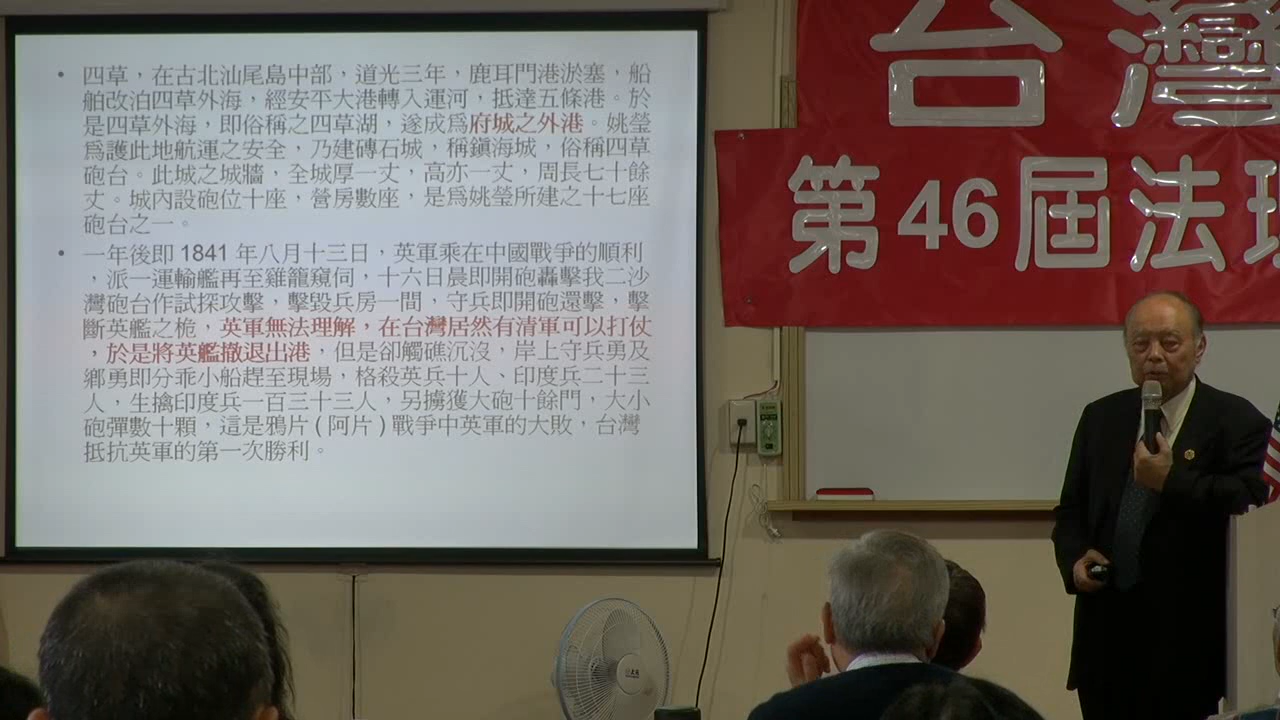 • 四草，在古北汕尾島中部，道光三年，鹿耳門港淤塞，船
舶改泊四草外海，經安平大港轉入運河，抵達五條港。於
是四草外海，即俗稱之四草湖，遂成為府城之外港。姚瑩
為護此地航運之安全，乃建磚石城，稱鎮海城，俗稱四草
砲台。此城之城牆，全城厚一丈，高亦一丈，周長七十餘
丈。城內設砲位十座，營房數座，是為姚瑩所建之十七座
砲台之一。
• 一年後即 1841 年八月十三日，英軍乘在中國戰爭的順利
，派一運輸艦再至雞籠窺伺，十六日晨即開砲轟擊我二沙
灣砲台作試探攻擊，擊毀兵房一間，守兵即開砲還擊，擊
斷英艦之桅，英軍無法理解，在台灣居然有清軍可以打仗
，於是將英艦撤退出港，但是卻觸礁沉沒，岸上守兵勇及
鄉勇即分乖小船趕至現場，格殺英兵十人、印度兵二十三
人，生擒印度兵一百三十三人，另擄獲大砲十餘門，大小
砲彈數十顆，這是鴉片 ( 阿片 ) 戰爭中英軍的大敗，台灣
抵抗英軍的第一次勝利。
台灣
第46屆法理